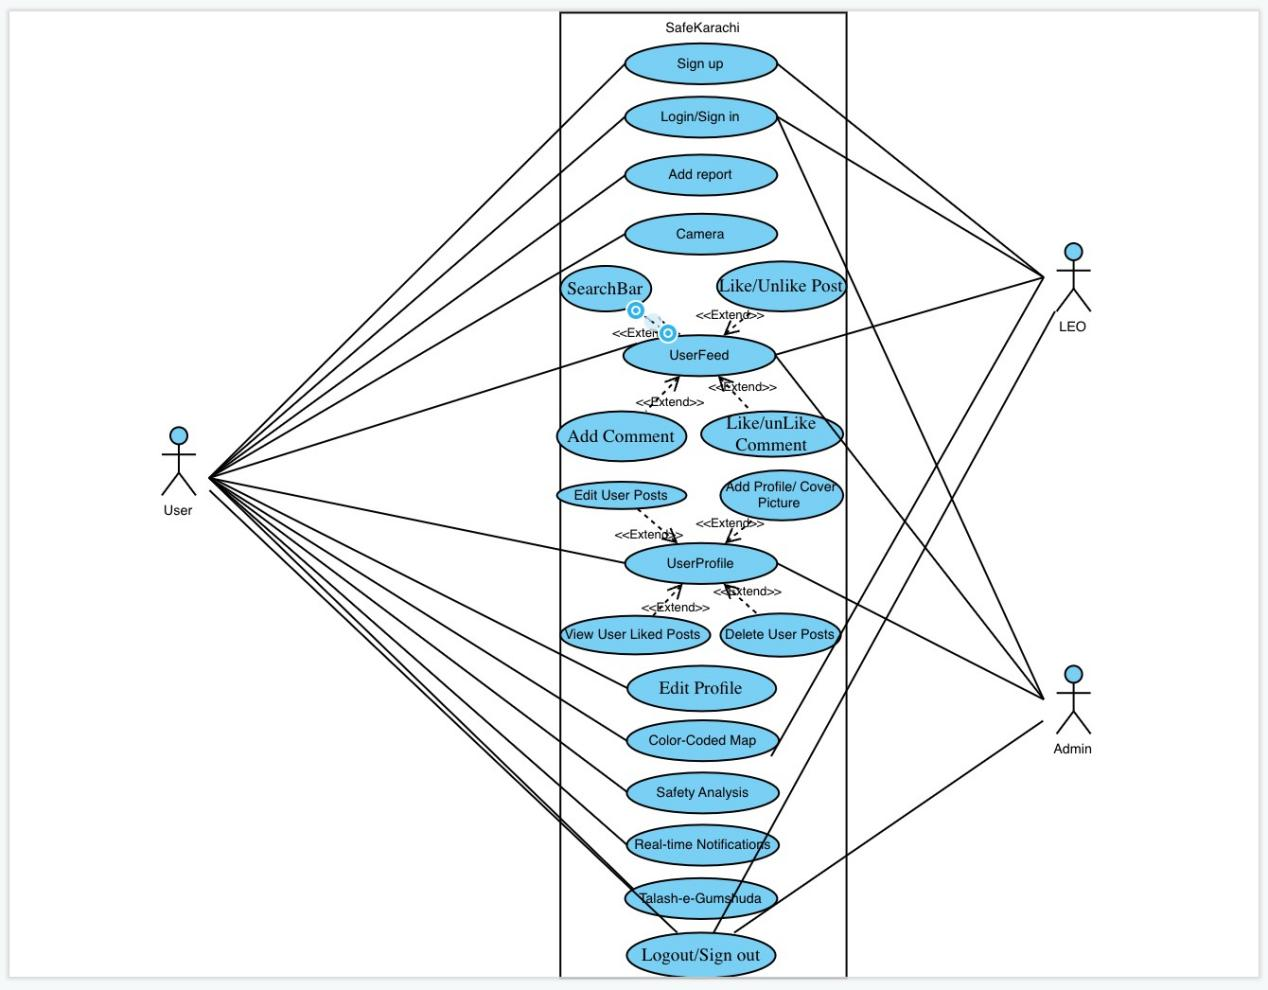 SafeKarachi
Sign up
Login/Sign in
Add report
Camera
SearchBar
Like/Unlike Post
<<Extend>>
<<Exten
UserFeed
<<Extend>>
<<Extend>>
Add Comment
Like/unLike
Comment
Edit User Posts
Add Profile/ Cover
Picture
<<Extend>>
<<Extend>>
UserProfile
<<Extend>>
<<Extend>>
View User Liked Posts
Delete User Posts
Edit Profile
Color-Coded Map
Safety Analysis
Real-time Notifications
Talash-e-Gumshuda
Logout/Sign out
User
LEO
Admin